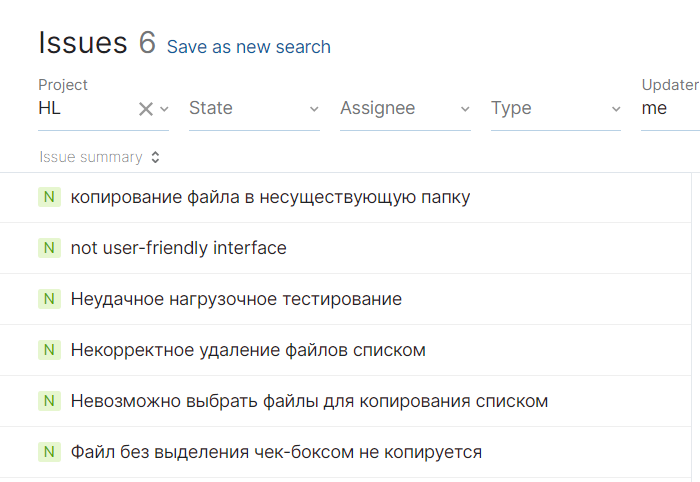 Issues 6 Save as new search
Project Updater
HL State Assignee Type me
Issue summary
N копирование файла в несуществующую папку
N not user-friendly interface
N Неудачное нагрузочное тестирование
N Некорректное удаление файлов списком
N Невозможно выбрать файлы для копирования списком
N Файл без выделения чек-боксом не копируется